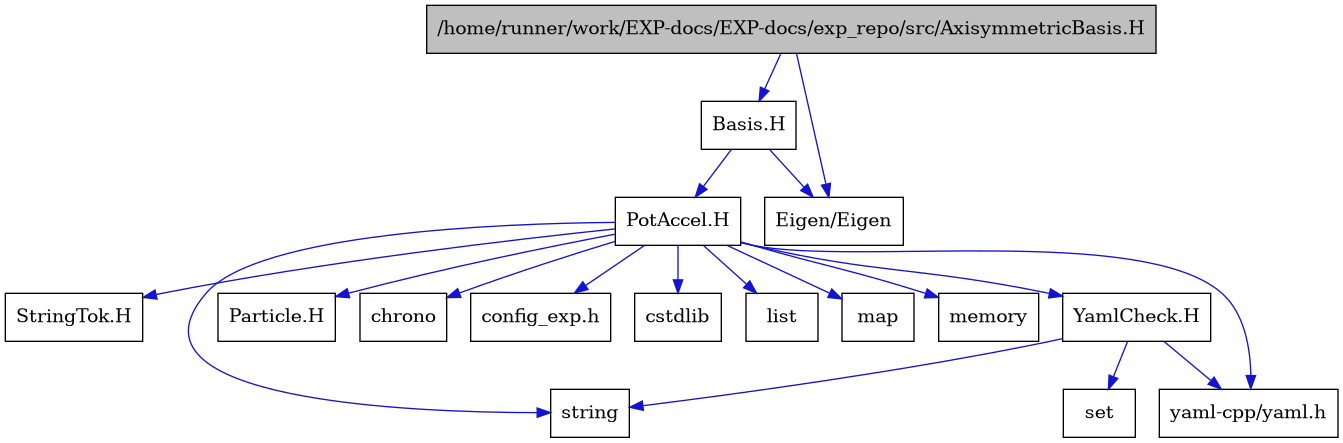 /home/runner/work/EXP-docs/EXP-docs/exp_repo/src/AxisymmetricBasis.H
Basis.H
PotAccel.H
Eigen/Eigen
StringTok.H
Particle.H
chrono
config_exp.h
cstdlib
list
map
memory
YamlCheck.H
string
set
yaml-cpp/yaml.h